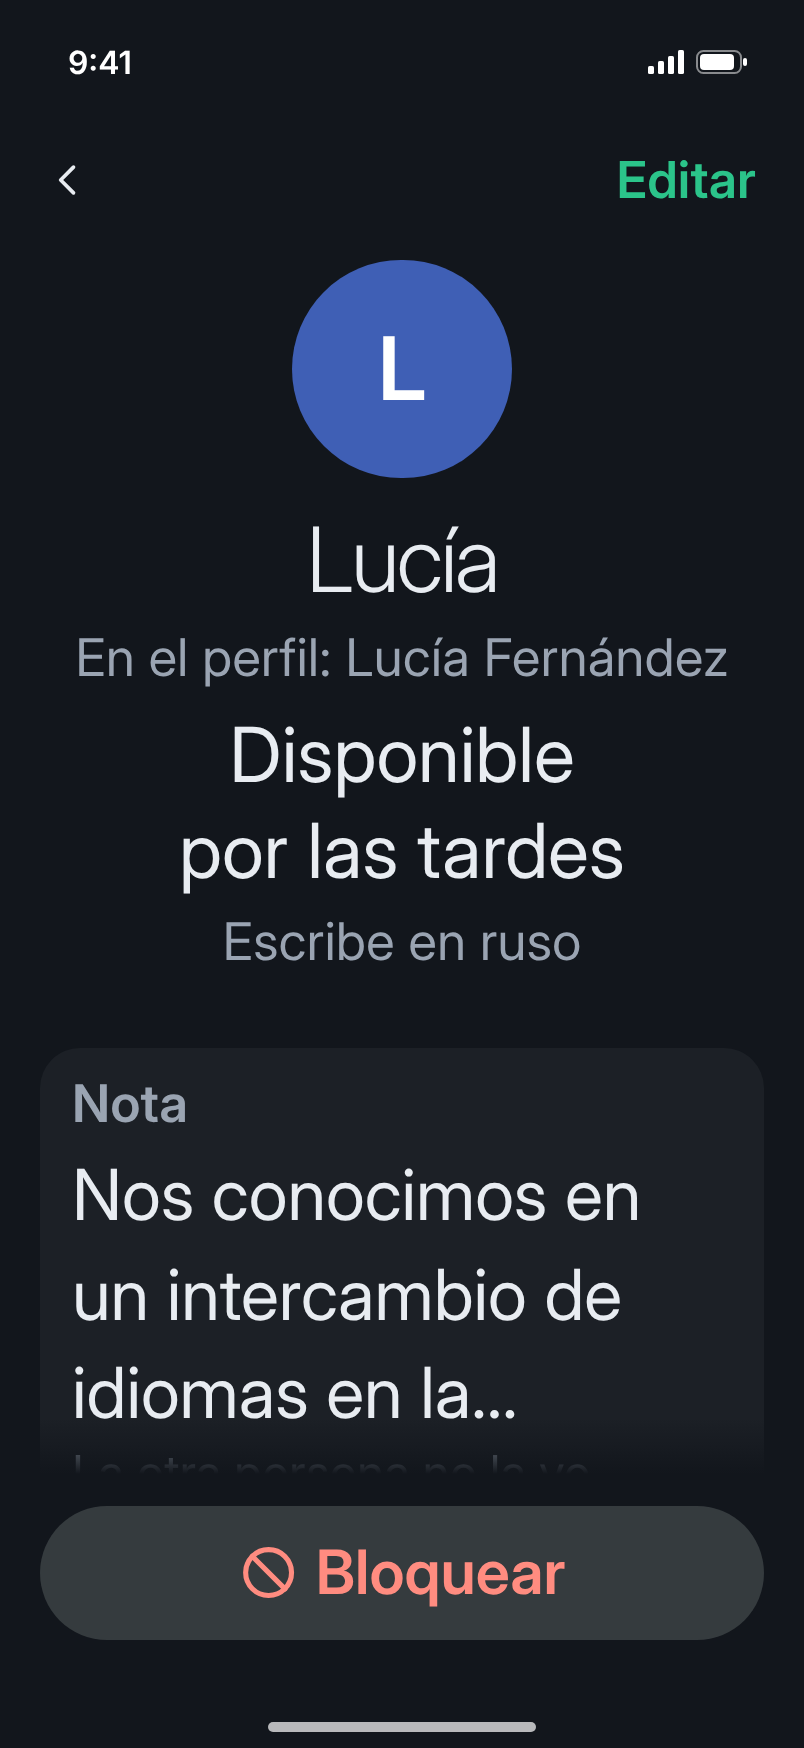 9:41
Editar
L
Lucía
En el perfil: Lucía Fernández
Disponible
por las tardes
Escribe en ruso
Nota
Nos conocimos en
un intercambio de
idiomas en la...
Bloquear